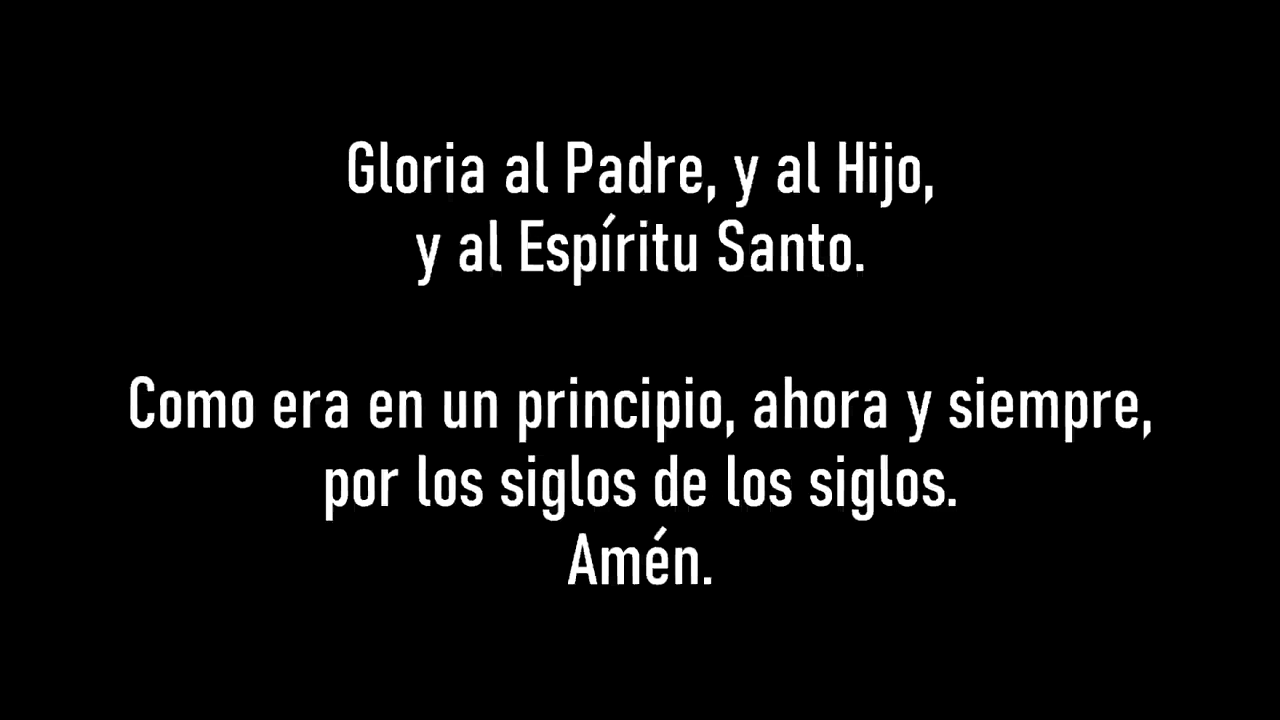 Gloria al Padre, y al Hijo,
y al Espíritu Santo.
Como era en un principio, ahora y siempre,
por los siglos de los siglos.
Amén.